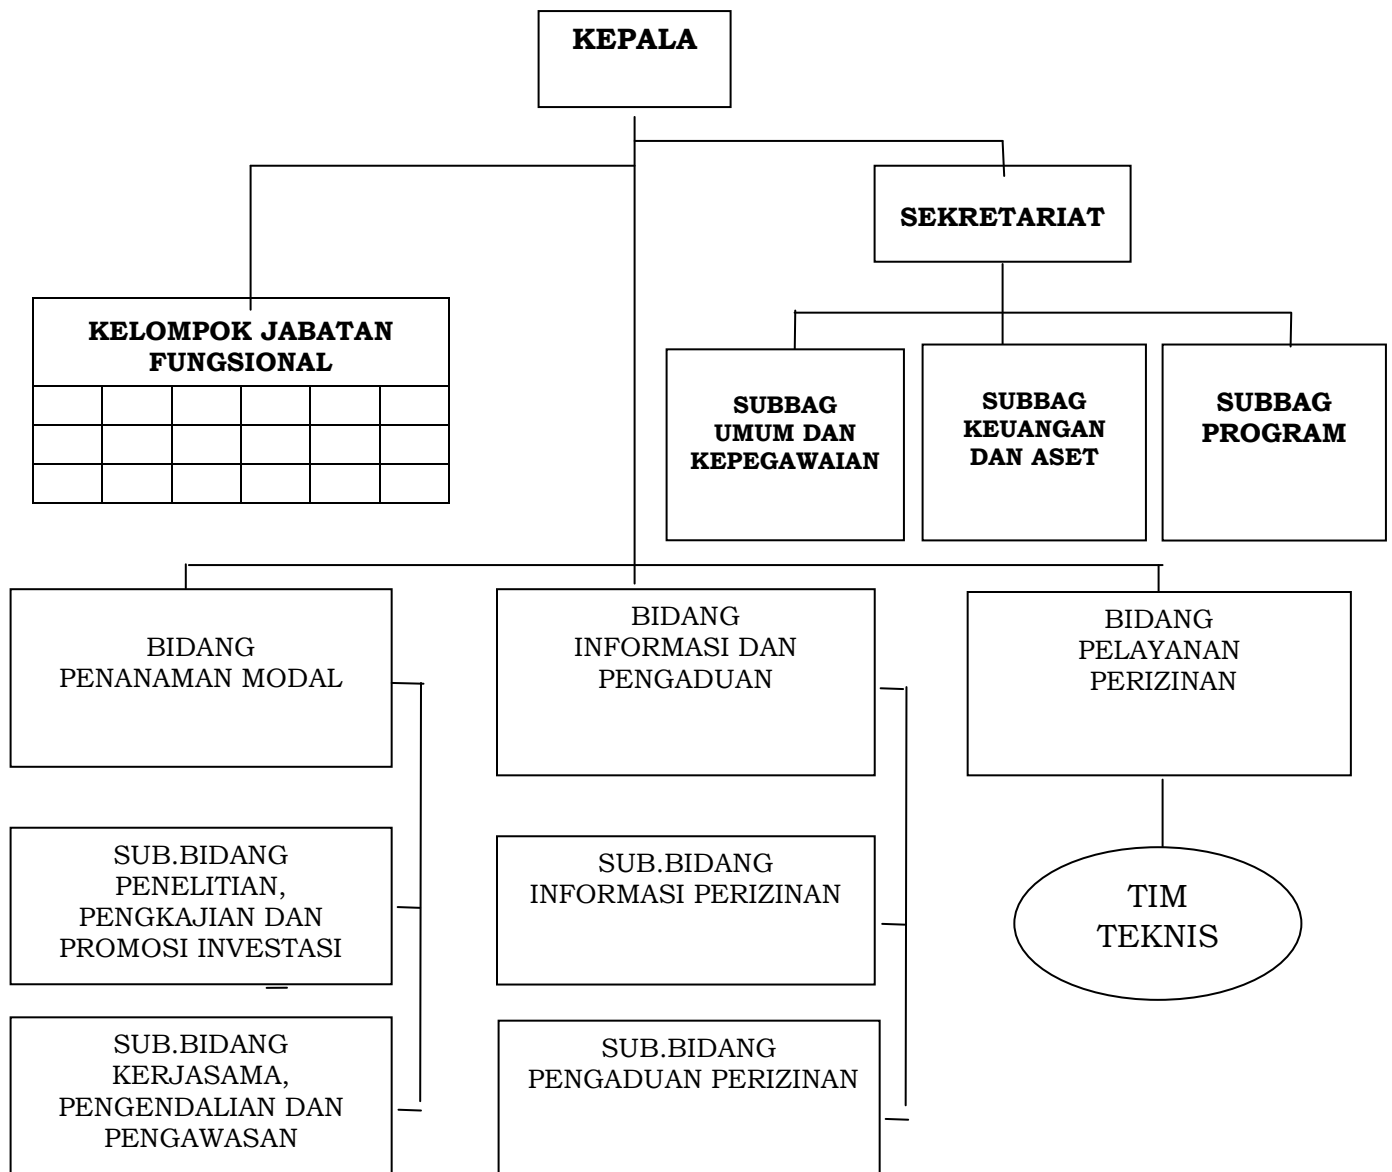 KEPALA
SEKRETARIAT
KELOMPOK JABATAN
FUNGSIONAL
SUBBAG
UMUM DAN
KEPEGAWAIAN
SUBBAG
KEUANGAN
DAN ASET
SUBBAG
PROGRAM
BIDANG
PENANAMAN MODAL
BIDANG
INFORMASI DAN
PENGADUAN
BIDANG
PELAYANAN
PERIZINAN
SUB.BIDANG
PENELITIAN,
PENGKAJIAN DAN
PROMOSI INVESTASI
SUB.BIDANG
INFORMASI PERIZINAN
TIM
TEKNIS
SUB.BIDANG
KERJASAMA,
PENGENDALIAN DAN
PENGAWASAN
SUB.BIDANG
PENGADUAN PERIZINAN